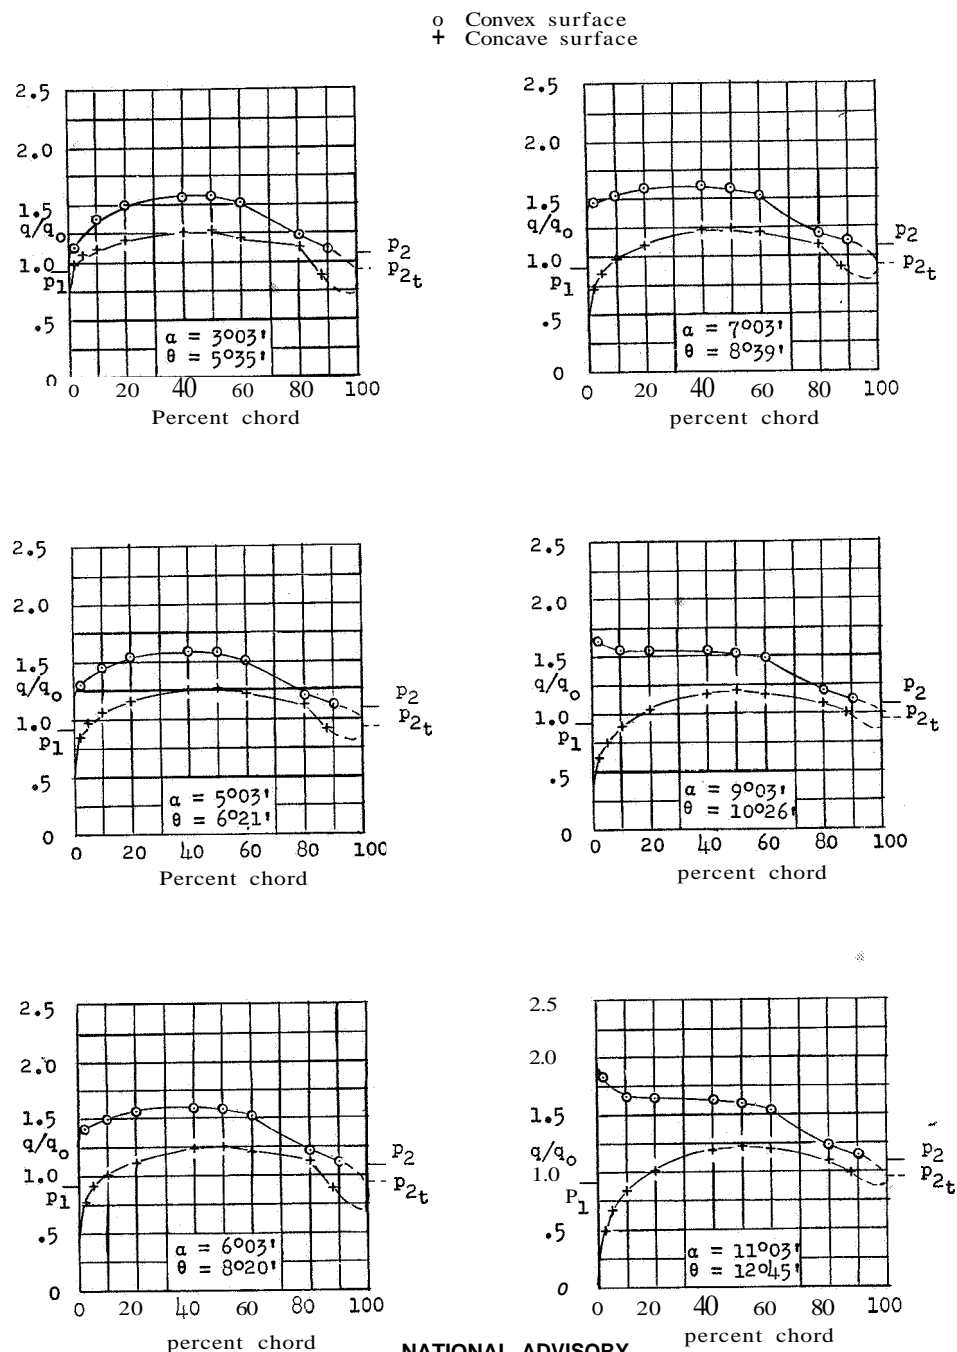 o Convex surface
+ Concave surface
2.5
2.0
1.5
q/q₀
1.0
p₁
.5
0
p₂
p₂t
α = 3°03'
θ = 5°35'
0 20 40 60 80 100
Percent chord
2.5
2.0
1.5
q/q₀
1.0
p₁
.5
0
p₂
p₂t
α = 7°03'
θ = 8°39'
0 20 40 60 80 100
percent chord
2.5
2.0
1.5
q/q₀
1.0
p₁
.5
0
p₂
p₂t
α = 5°03'
θ = 6°21'
0 20 40 60 80 100
Percent chord
2.5
2.0
1.5
q/q₀
1.0
p₁
.5
0
p₂
p₂t
α = 9°03'
θ = 10°26'
0 20 40 60 80 100
percent chord
2.5
2.0
1.5
q/q₀
1.0
p₁
.5
0
p₂
p₂t
α = 6°03'
θ = 8°20'
0 20 40 60 80 100
percent chord
2.5
2.0
1.5
q/q₀
1.0
P₁
.5
0
p₂
p₂t
α = 11°03'
θ = 12°45'
0 20 40 60 80 100
percent chord
NATIONAL ADVISORY